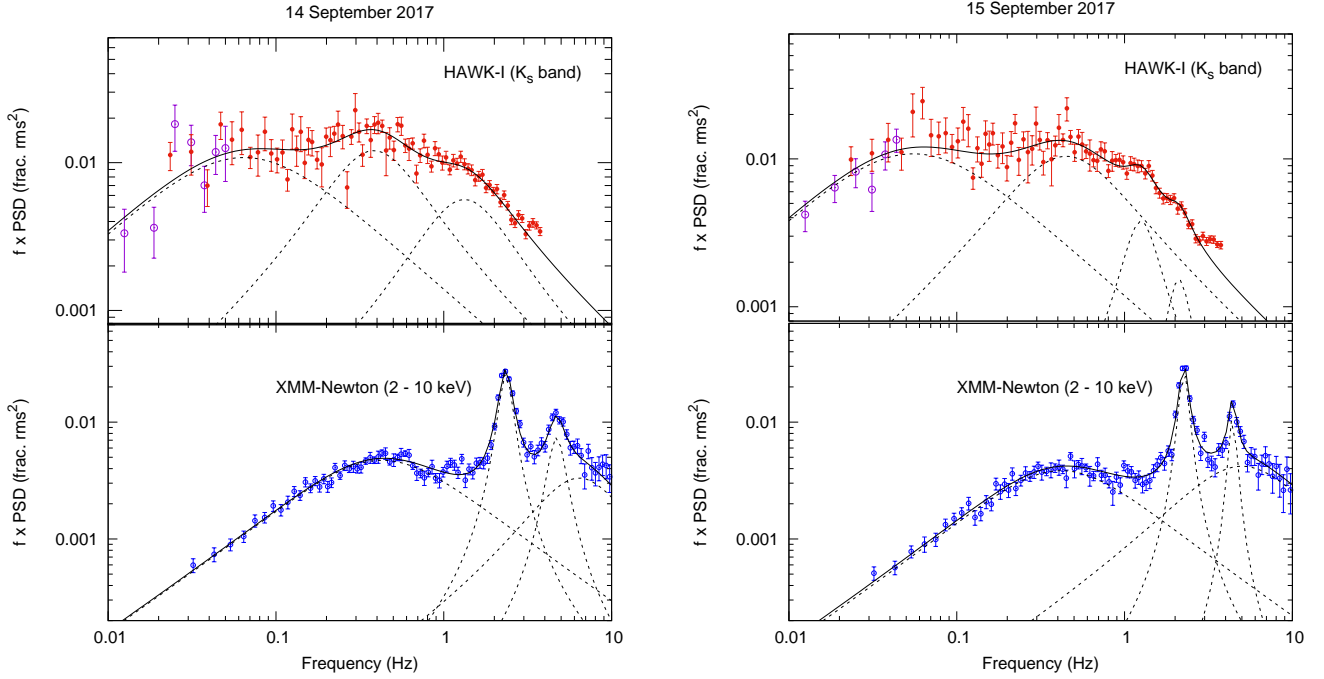 14 September 2017
HAWK-I (Ks band)
f x PSD (frac. rms2)
0.01
0.001
XMM-Newton (2 - 10 keV)
f x PSD (frac. rms2)
0.01
0.001
0.01 0.1 1 10
Frequency (Hz)
15 September 2017
HAWK-I (Ks band)
f x PSD (frac. rms2)
0.01
0.001
XMM-Newton (2 - 10 keV)
f x PSD (frac. rms2)
0.01
0.001
0.01 0.1 1 10
Frequency (Hz)